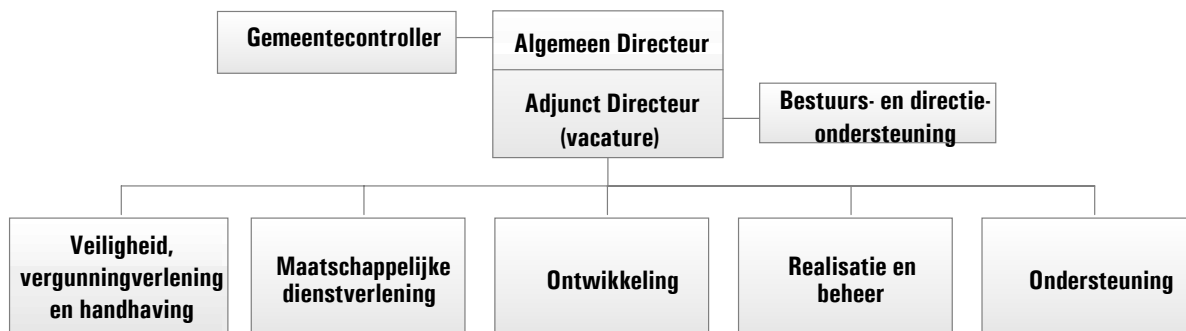 Gemeentecontroller
Algemeen Directeur
Adjunct Directeur
(vacature)
Bestuurs- en directie-
ondersteuning
Veiligheid,
vergunningverlening
en handhaving
Maatschappelijke
dienstverlening
Ontwikkeling
Realisatie en
beheer
Ondersteuning